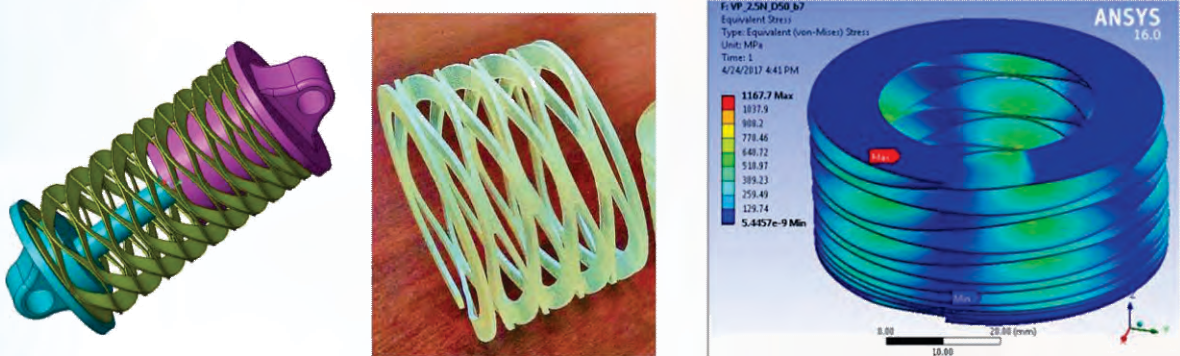 F: VP_2.5N_D50_b7
Equivalent Stress
Type: Equivalent (von-Mises) Stress
Unit: MPa
Time: 1
4/24/2017 4:41 PM
1167.7 Max
1037.9
908.2
778.46
648.72
518.97
389.23
259.49
129.74
5.4457e-9 Min
ANSYS
16.0
Max
Min
Z
0.00
20.00 (mm)
10.00